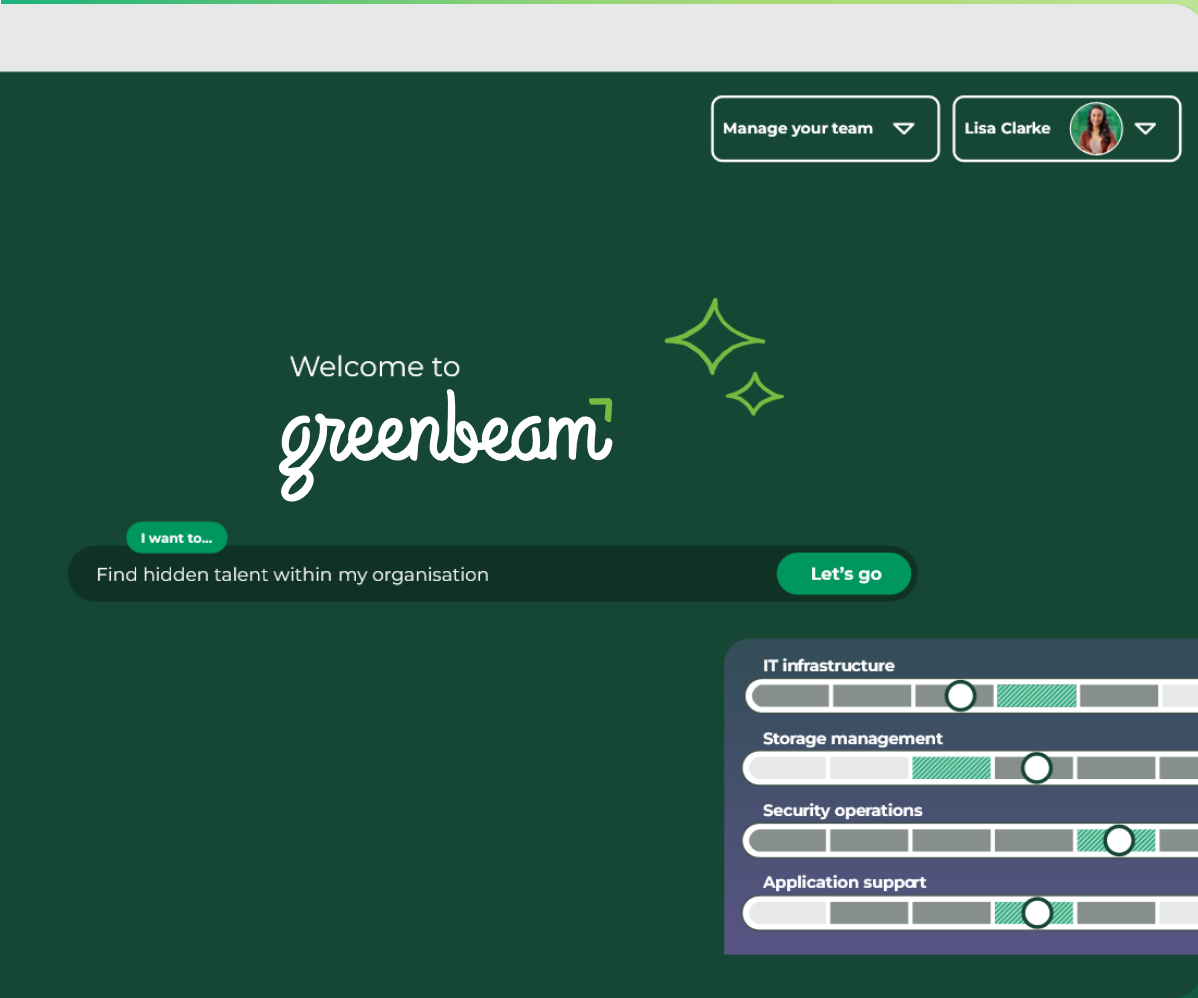 Manage your team
Lisa Clarke
Welcome to
greenbeam
I want to...
Find hidden talent within my organisation
Let's go
IT infrastructure
Storage management
Security operations
Application support